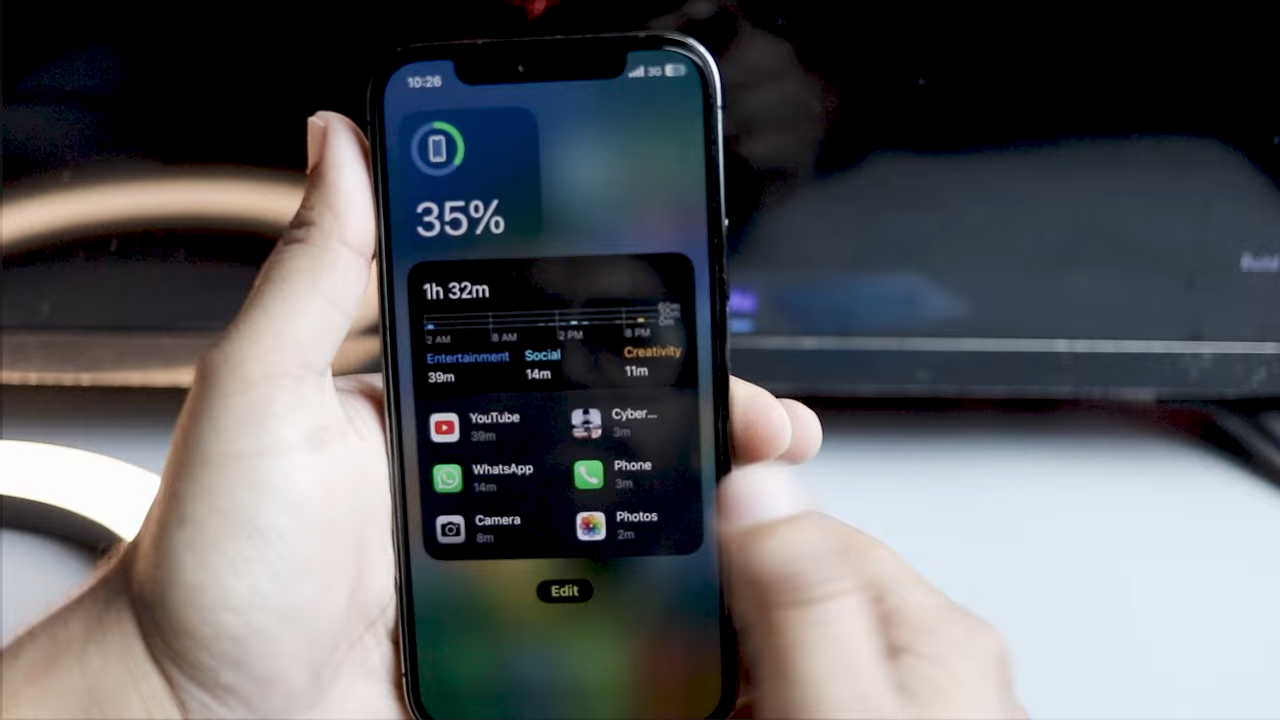 10:26 3G
35%
1h 32m
60m
30m
0m
2 AM 8 AM 2 PM 8 PM
Entertainment Social Creativity
39m 14m 11m
YouTube Cyber...
39m 3m
WhatsApp Phone
14m 3m
Camera Photos
8m 2m
Edit
Build